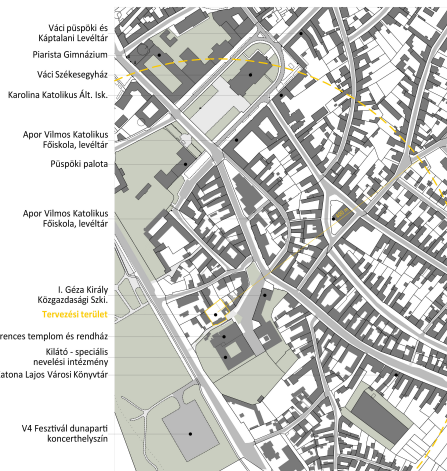 Váci püspöki és
Káptalani Levéltár
Piarista Gimnázium
Váci Székesegyház
Karolina Katolikus Ált. Isk.
Apor Vilmos Katolikus
Főiskola, levéltár
Püspöki palota
Apor Vilmos Katolikus
Főiskola, levéltár
I. Géza Király
Közgazdasági Szki.
Tervezési terület
rences templom és rendház
Kilátó - speciális
nevelési intézmény
atona Lajos Városi Könyvtár
V4 Fesztivál dunaparti
koncerthelyszín